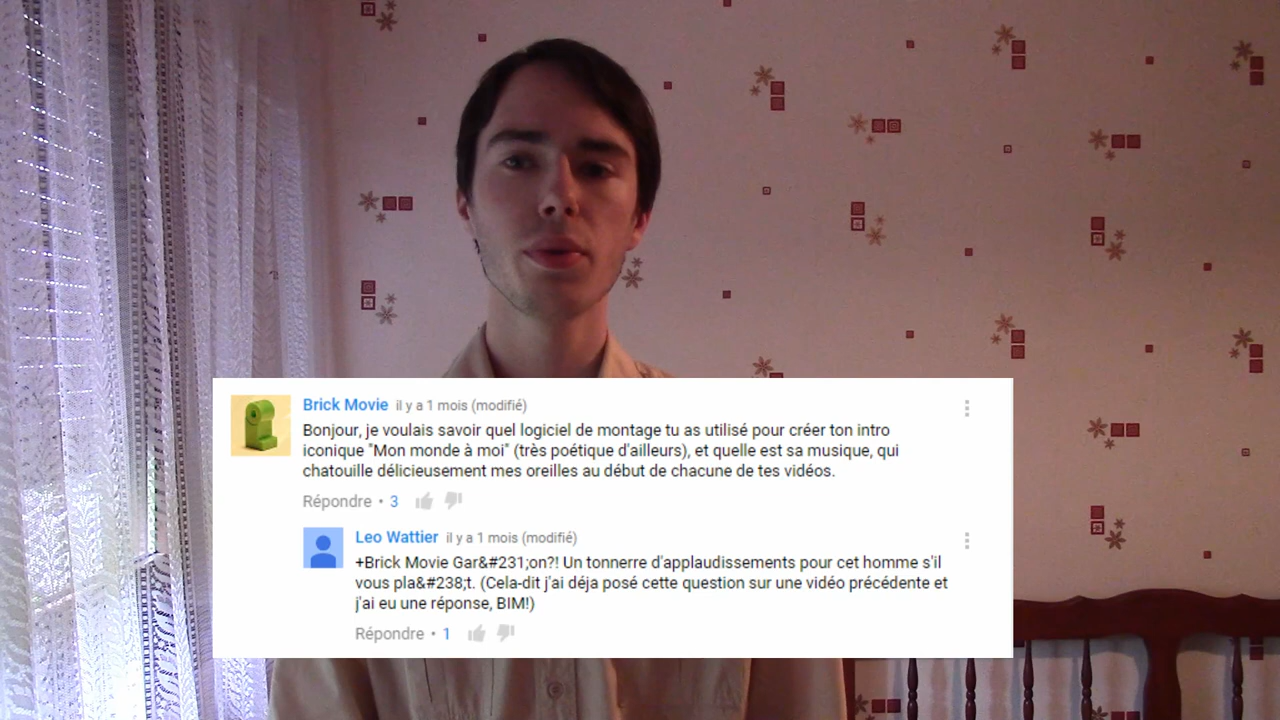 Brick Movie il y a 1 mois (modifié)
Bonjour, je voulais savoir quel logiciel de montage tu as utilisé pour créer ton intro
iconique "Mon monde à moi" (très poétique d'ailleurs), et quelle est sa musique, qui
chatouille délicieusement mes oreilles au début de chacune de tes vidéos.
Répondre • 3
Leo Wattier il y a 1 mois (modifié)
+Brick Movie Gar&#231;on?! Un tonnerre d'applaudissements pour cet homme s'il
vous pla&#238;t. (Cela-dit j'ai déja posé cette question sur une vidéo précédente et
j'ai eu une réponse, BIM!)
Répondre • 1